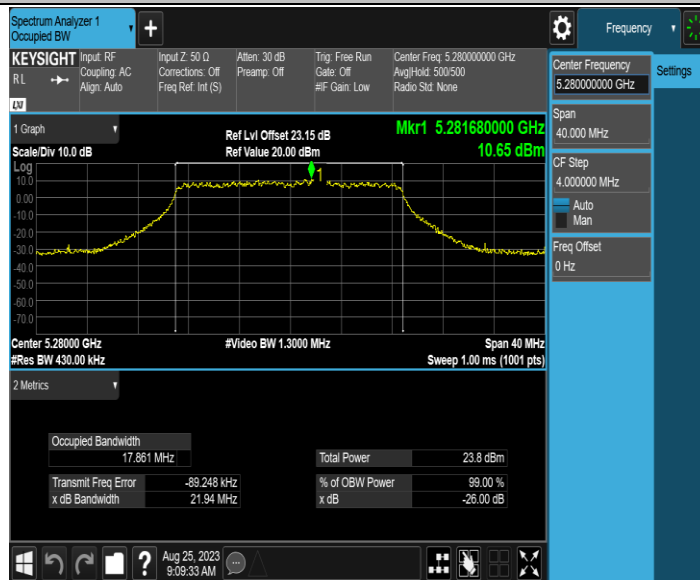 Spectrum Analyzer 1
Occupied BW
+
Frequency
KEYSIGHT
RL
LXI
Input: RF
Coupling: AC
Align: Auto
Input Z: 50 Ω
Corrections: Off
Freq Ref: Int (S)
Atten: 30 dB
Preamp: Off
Trig: Free Run
Gate: Off
#IF Gain: Low
Center Freq: 5.280000000 GHz
Avg|Hold: 500/500
Radio Std: None
Center Frequency
5.280000000 GHz
Settings
Span
40.000 MHz
CF Step
4.000000 MHz
Auto
Man
Freq Offset
0 Hz
1 Graph
Scale/Div 10.0 dB
Ref Lvl Offset 23.15 dB
Ref Value 20.00 dBm
Mkr1 5.281680000 GHz
10.65 dBm
Log
10.0
0.00
-10.0
-20.0
-30.0
-40.0
-50.0
-60.0
-70.0
1
Center 5.28000 GHz
#Res BW 430.00 kHz
#Video BW 1.3000 MHz
Span 40 MHz
Sweep 1.00 ms (1001 pts)
2 Metrics
Occupied Bandwidth
17.861 MHz
Total Power 23.8 dBm
Transmit Freq Error -89.248 kHz
% of OBW Power 99.00 %
x dB Bandwidth 21.94 MHz
x dB -26.00 dB
?
Aug 25, 2023
9:09:33 AM